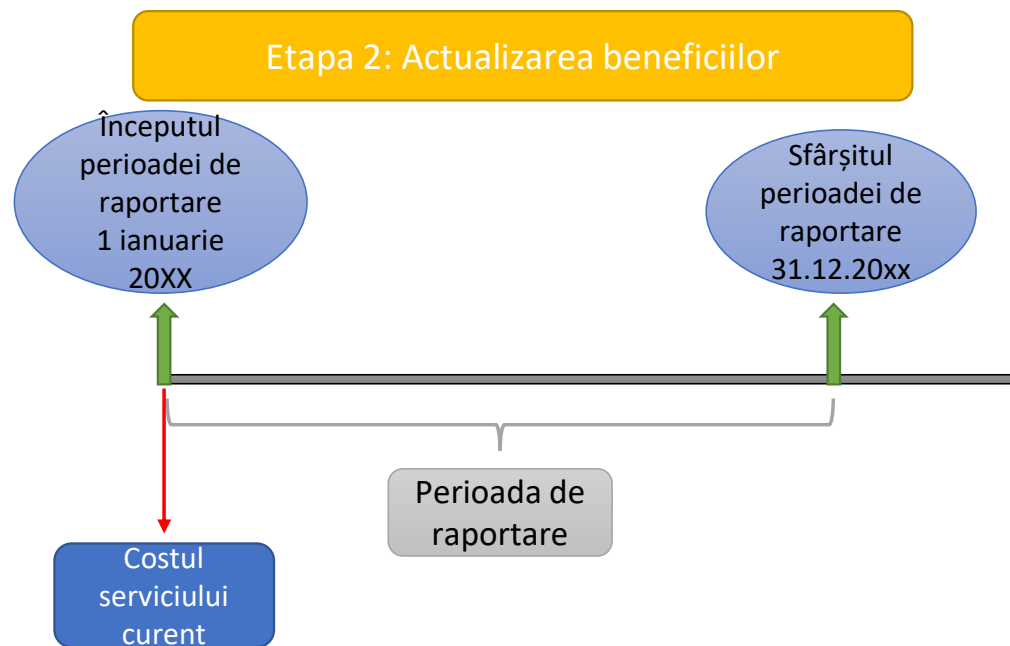 Etapa 2: Actualizarea beneficiilor
Începutul
perioadei de
raportare
1 ianuarie
20XX
Sfârșitul
perioadei de
raportare
31.12.20xx
Perioada de
raportare
Costul
serviciului
curent